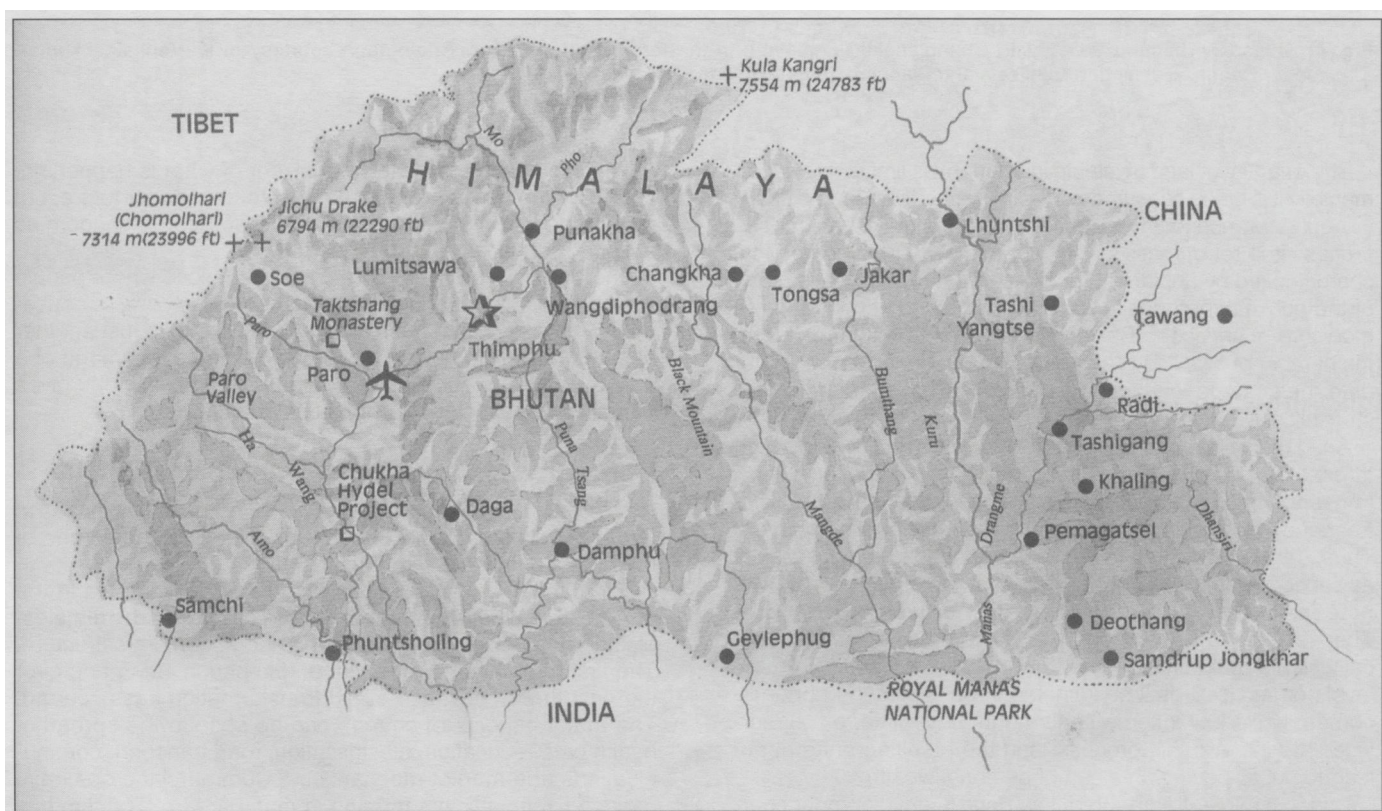 Kula Kangri
7554 m (24783 ft)
TIBET
Mo
Pho
HIMALAYA
Jhomolhari
(Chomolhari)
7314 m(23996 ft)
Jichu Drake
6794 m (22290 ft)
CHINA
Lhuntshi
Punakha
Lumitsawa
Soe
Wangdiphodrang
Changkha
Tongsa
Jakar
Taktshang
Monastery
Tashi
Yangtse
Tawang
Paro
Thimphu
Paro
Paro
Valley
BHUTAN
Black Mountain
Bumthang
Kuru
Radi
Tashigang
Ha
Wang
Puna
Tsang
Chukha
Hydel
Project
Daga
Khaling
Dhansiri
Mangde
Drangme
Pemagatsel
Amo
Damphu
Samchi
Manas
Deothang
Phuntsholing
Geylephug
Samdrup Jongkhar
ROYAL MANAS
NATIONAL PARK
INDIA